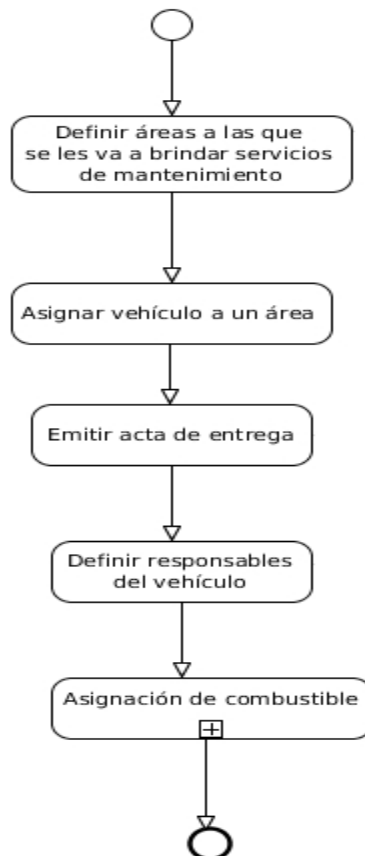 Definir áreas a las que
se les va a brindar servicios
de mantenimiento
Asignar vehículo a un área
Emitir acta de entrega
Definir responsables
del vehículo
Asignación de combustible